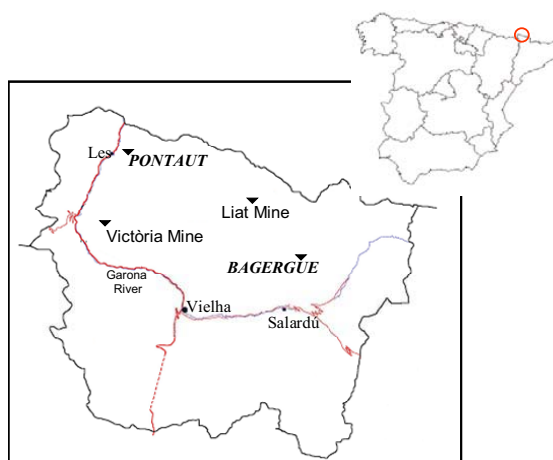 Les
PONTAUT
Liat Mine
Victòria Mine
BAGERGUE
Garona
River
Vielha
Salardú